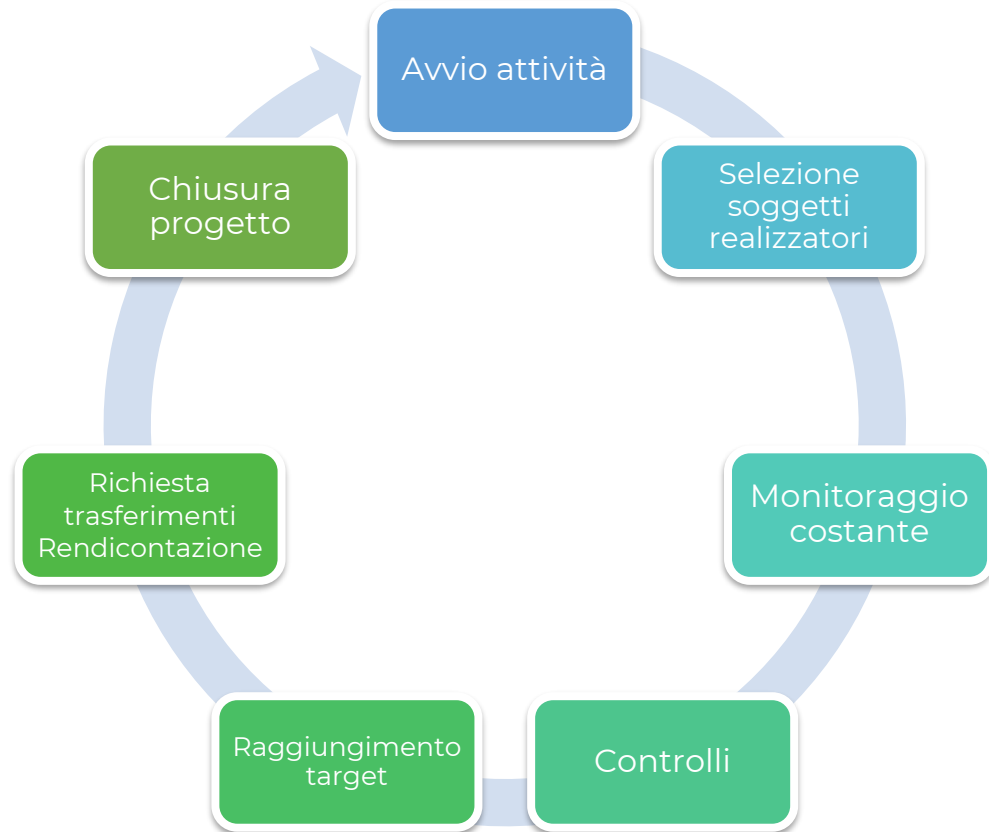 Avvio attività
Selezione
soggetti
realizzatori
Monitoraggio
costante
Controlli
Raggiungimento
target
Richiesta
trasferimenti
Rendicontazione
Chiusura
progetto